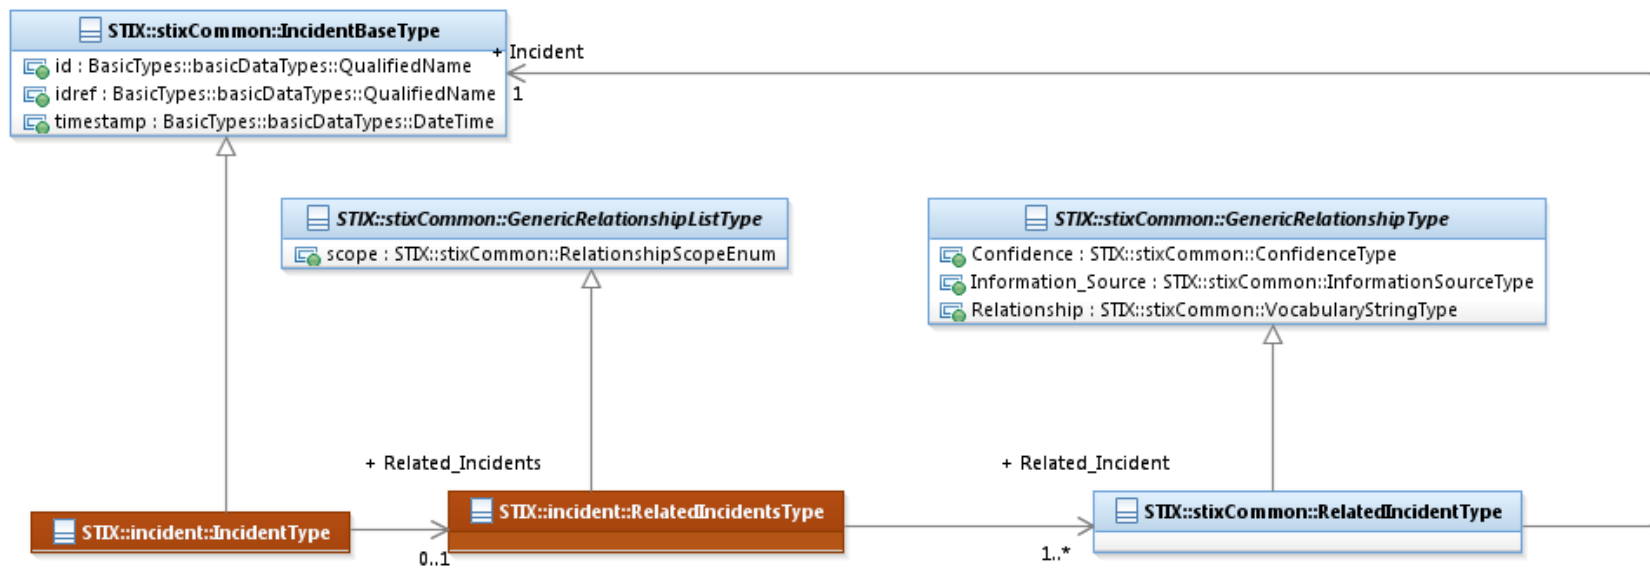 STIX::stixCommon::IncidentBaseType
id : BasicTypes::basicDataTypes::QualifiedName
idref : BasicTypes::basicDataTypes::QualifiedName
timestamp : BasicTypes::basicDataTypes::DateTime
+ Incident
1
STIX::stixCommon::GenericRelationshipListType
scope : STIX::stixCommon::RelationshipScopeEnum
STIX::stixCommon::GenericRelationshipType
Confidence : STIX::stixCommon::ConfidenceType
Information_Source : STIX::stixCommon::InformationSourceType
Relationship : STIX::stixCommon::VocabularyStringType
+ Related_Incidents
+ Related_Incident
STIX::incident::IncidentType
0..1
STIX::incident::RelatedIncidentsType
1..*
STIX::stixCommon::RelatedIncidentType